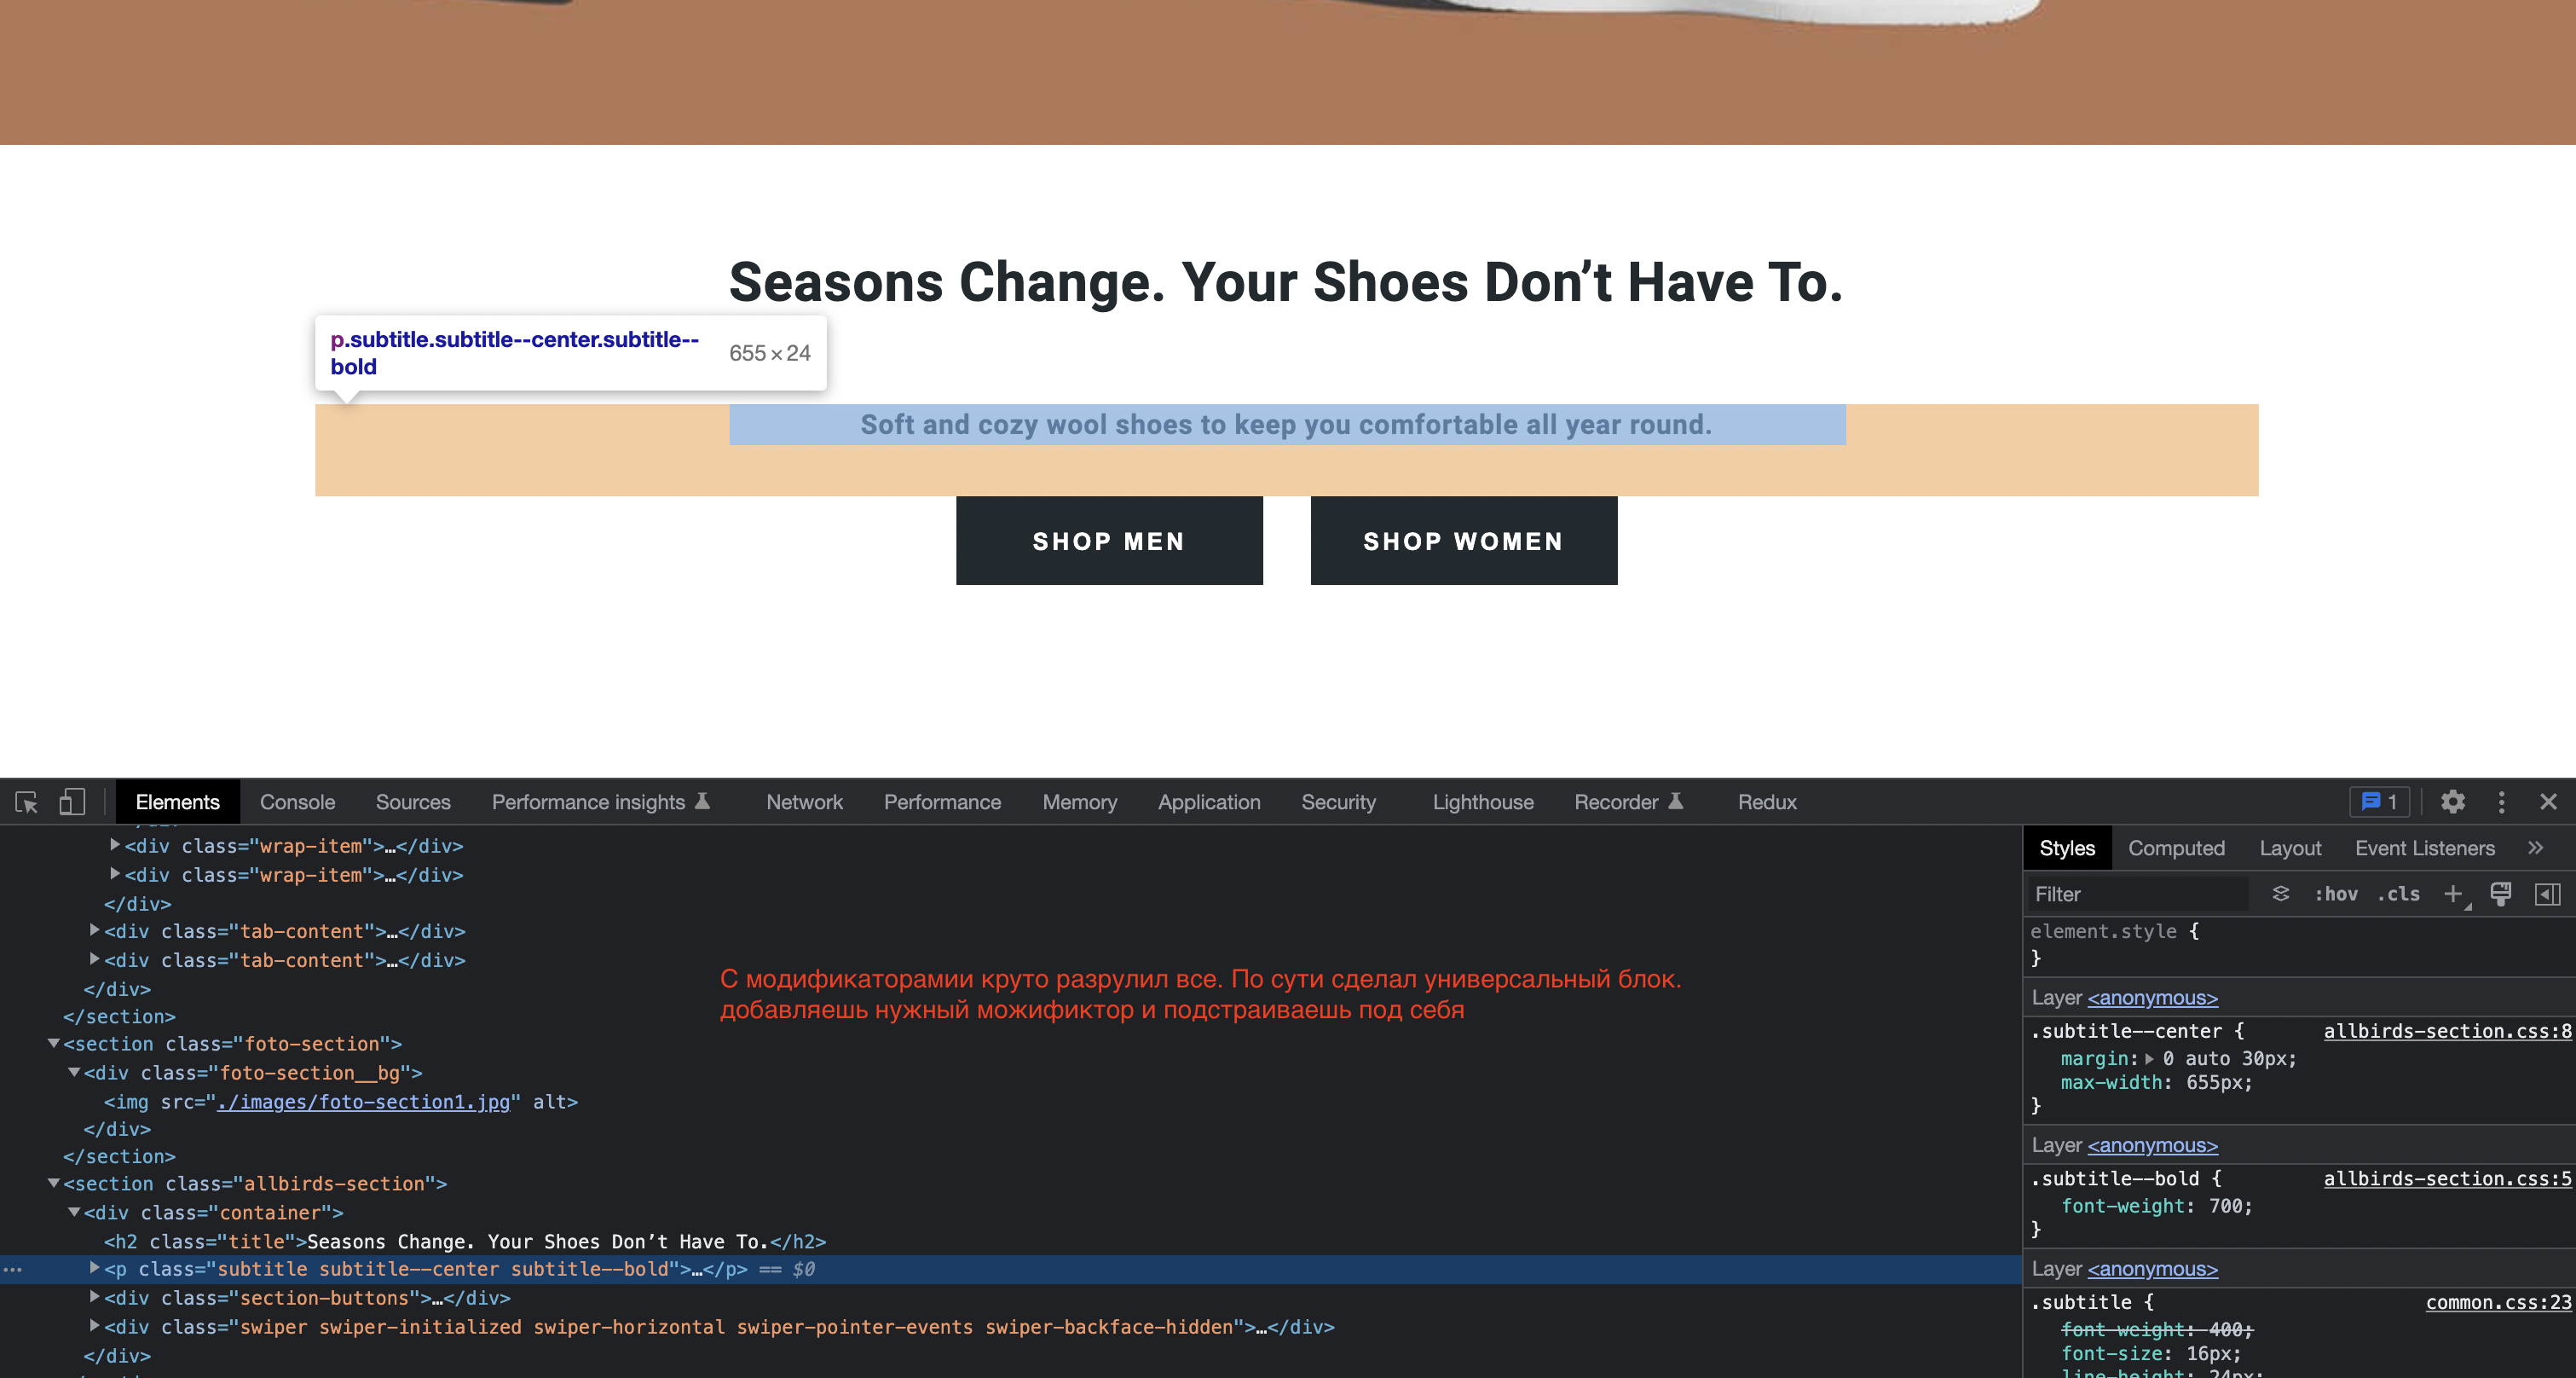 Seasons Change. Your Shoes Don’t Have To.
p.subtitle.subtitle--center.subtitle--
bold
655×24
Soft and cozy wool shoes to keep you comfortable all year round.
SHOP MEN
SHOP WOMEN
Elements Console Sources Performance insights Network Performance Memory Application Security Lighthouse Recorder Redux 1
<div class="wrap-item">…</div>
<div class="wrap-item">…</div>
</div>
<div class="tab-content">…</div>
<div class="tab-content">…</div>
</div>
</section>
<section class="foto-section">
<div class="foto-section__bg">
<img src="./images/foto-section1.jpg" alt>
</div>
</section>
<section class="allbirds-section">
<div class="container">
<h2 class="title">Seasons Change. Your Shoes Don’t Have To.</h2>
<p class="subtitle subtitle--center subtitle--bold">…</p> == $0
<div class="section-buttons">…</div>
<div class="swiper swiper-initialized swiper-horizontal swiper-pointer-events swiper-backface-hidden">…</div>
</div>
С модификаторамии круто разрулил все. По сути сделал универсальный блок.
добавляешь нужный можификтор и подстраиваешь под себя
Styles Computed Layout Event Listeners »
Filter :hov .cls +
element.style {
}
Layer <anonymous>
.subtitle--center { allbirds-section.css:8
margin: 0 auto 30px;
max-width: 655px;
}
Layer <anonymous>
.subtitle--bold { allbirds-section.css:5
font-weight: 700;
}
Layer <anonymous>
.subtitle { common.css:23
font-weight: 400;
font-size: 16px;
line-height: 24px;